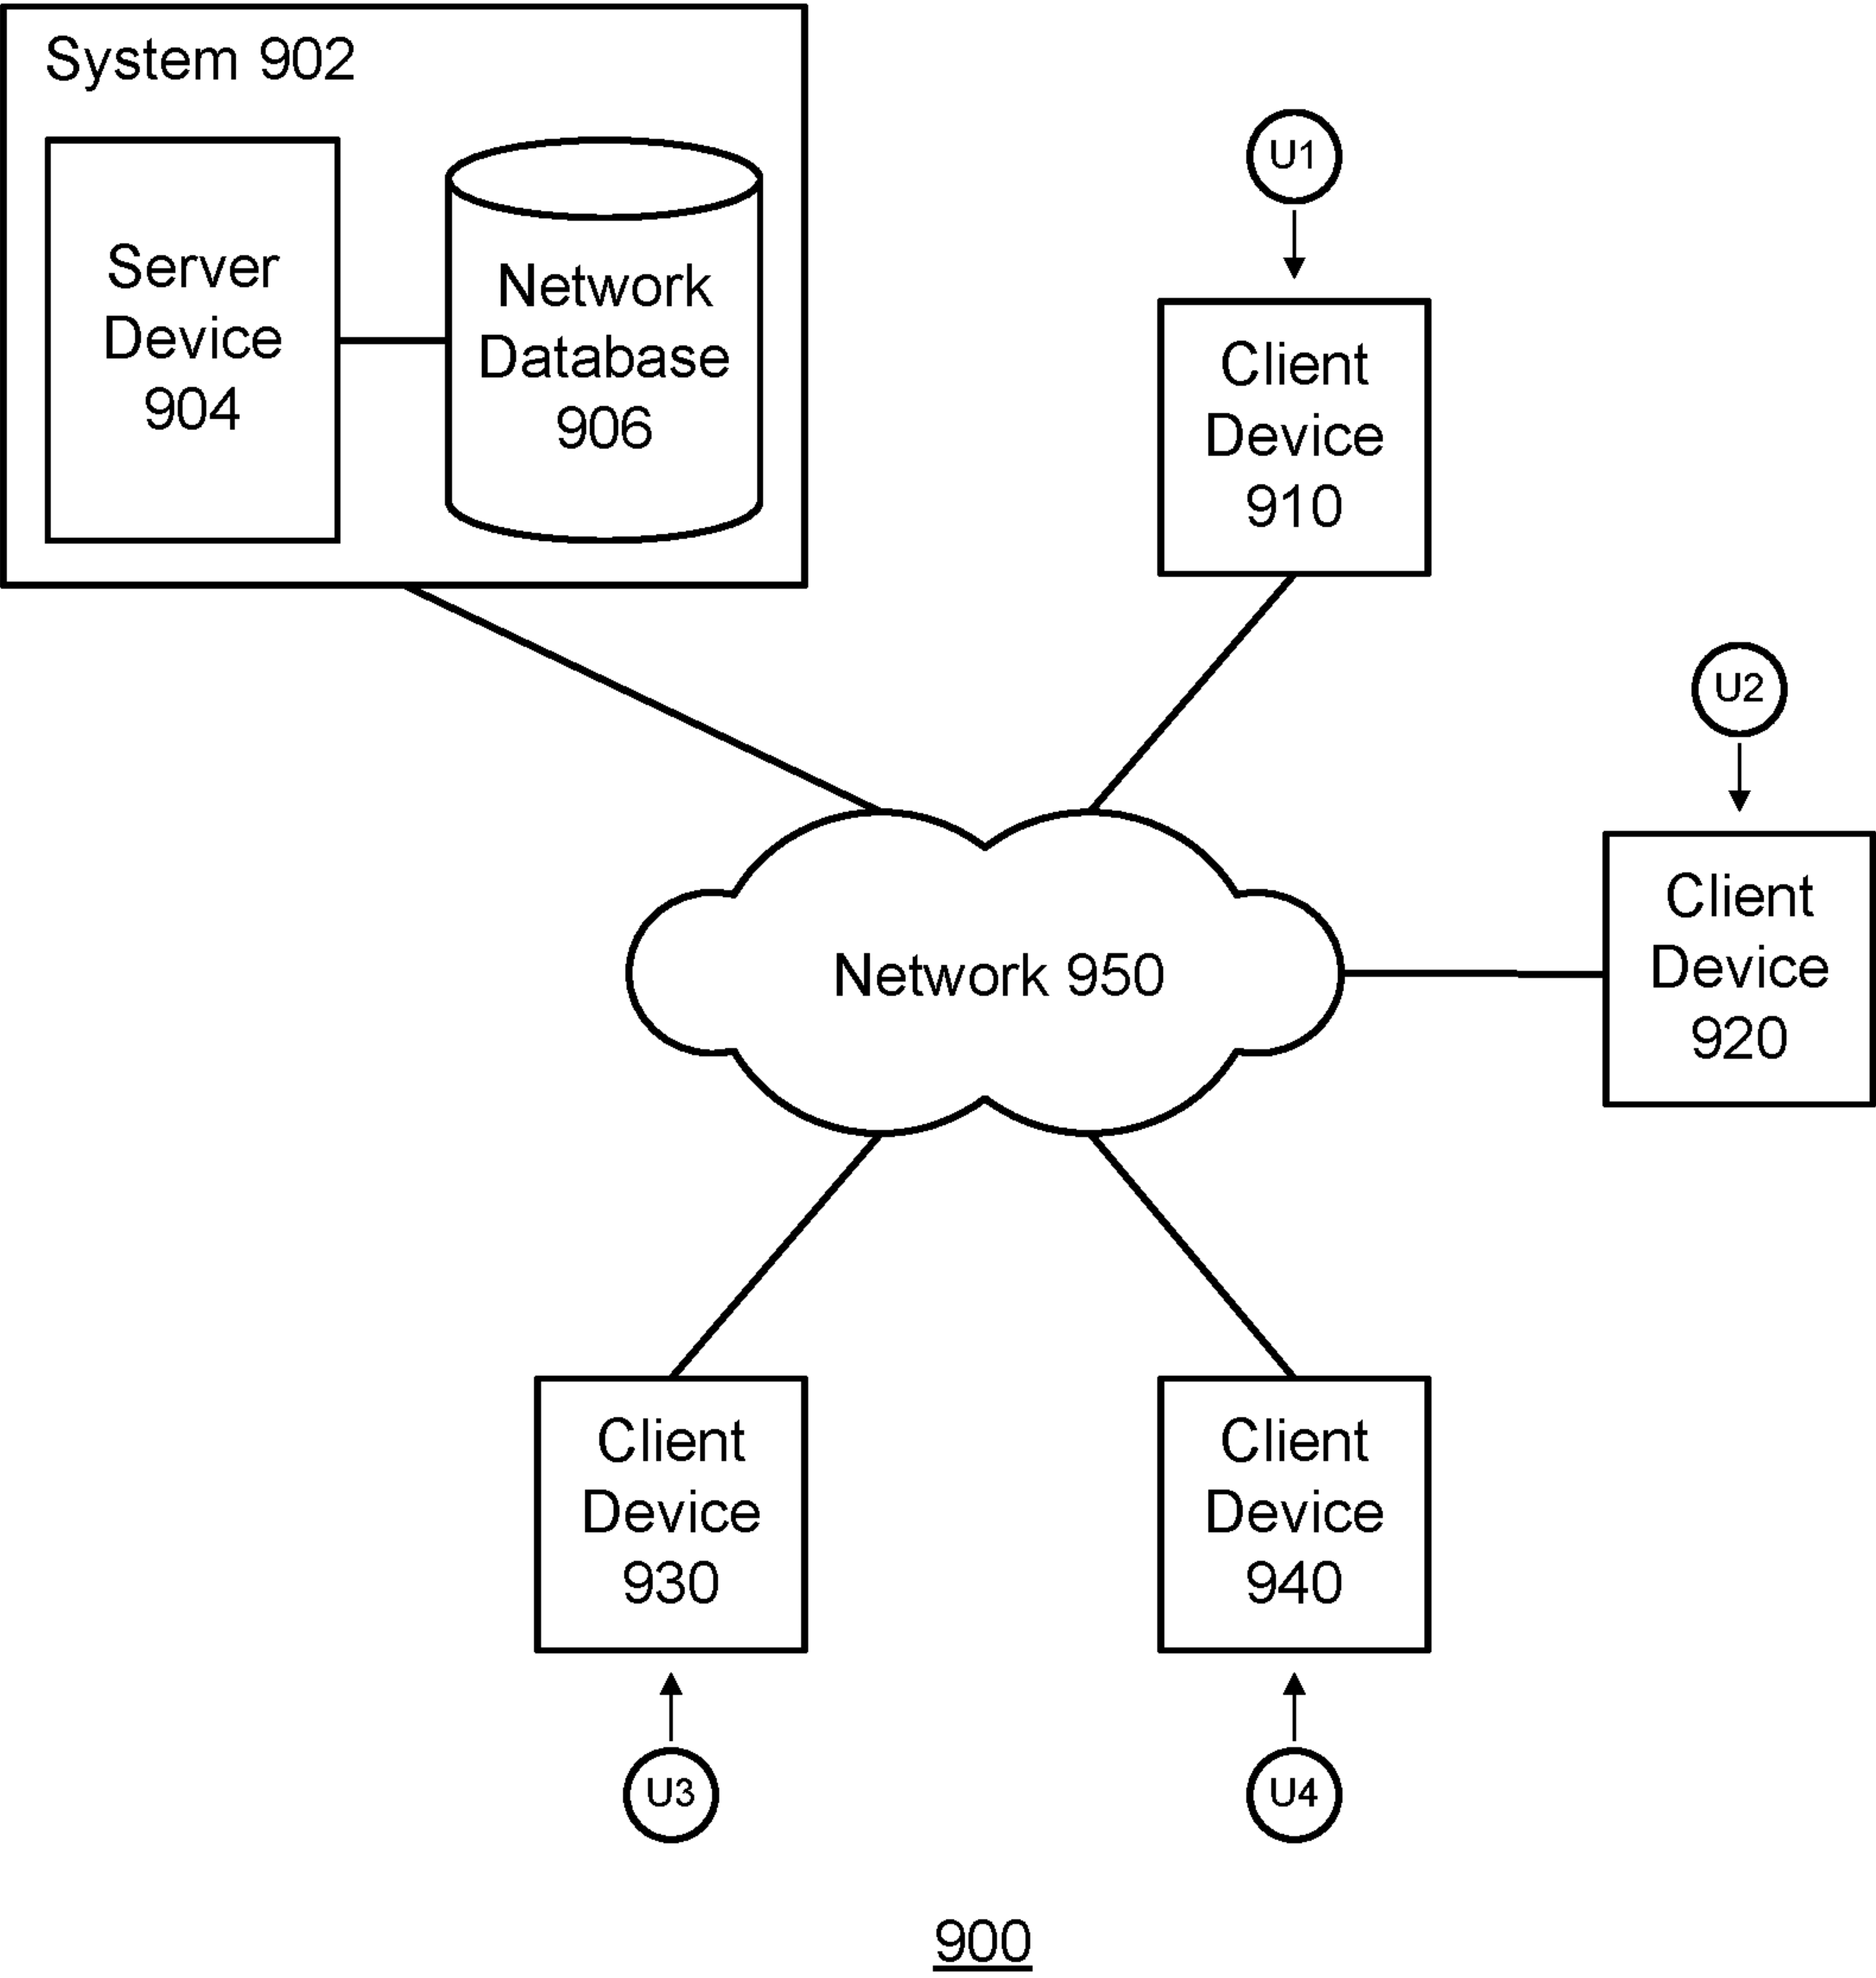 System 902
Server
Device
904
Network
Database
906
U1
Client
Device
910
U2
Client
Device
920
Network 950
Client
Device
930
Client
Device
940
U3
U4
900